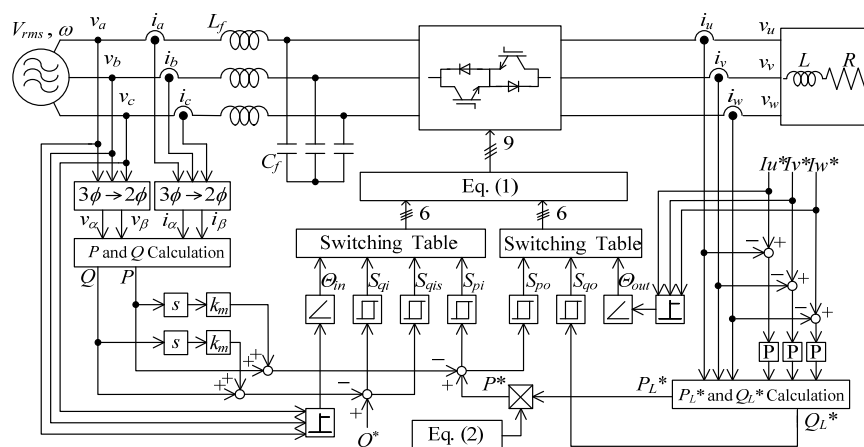 V_rms, ω
v_a i_a L_f i_u v_u
v_b i_b i_v v_v L R
v_c i_c i_w v_w
C_f 9
Iu* Iv* Iw*
3ϕ→2ϕ 3ϕ→2ϕ Eq. (1)
v_α v_β i_α i_β 6 6
P and Q Calculation Switching Table Switching Table
Q P Θ_in S_qi S_qis S_pi S_po S_qo Θ_out
− +
− +
− +
s k_m
s k_m
P P P
+ + − −
+ + + +
P* P_L* P_L* and Q_L* Calculation
Q* Eq. (2) Q_L*